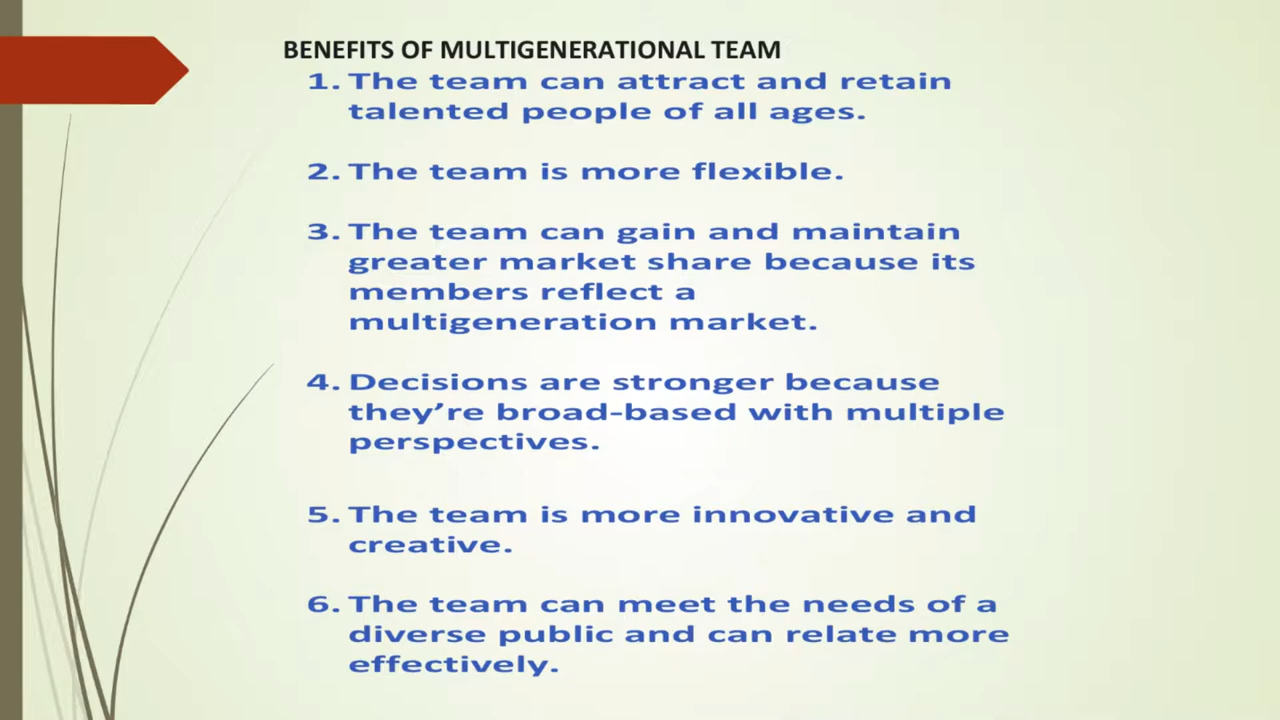 BENEFITS OF MULTIGENERATIONAL TEAM
1. The team can attract and retain
talented people of all ages.
2. The team is more flexible.
3. The team can gain and maintain
greater market share because its
members reflect a
multigeneration market.
4. Decisions are stronger because
they’re broad-based with multiple
perspectives.
5. The team is more innovative and
creative.
6. The team can meet the needs of a
diverse public and can relate more
effectively.